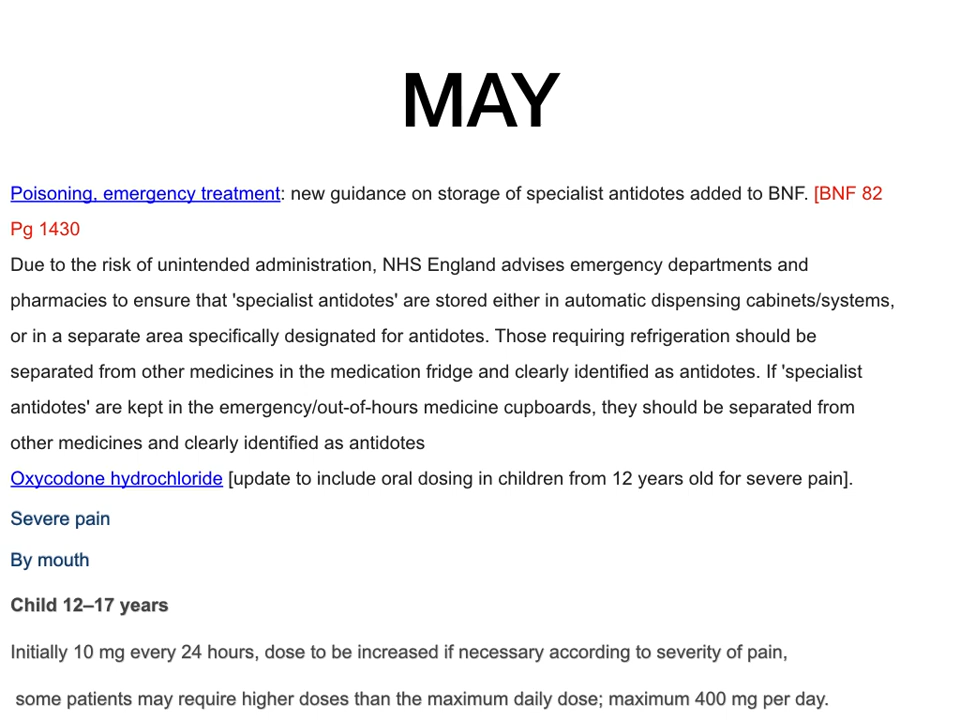 MAY
Poisoning, emergency treatment: new guidance on storage of specialist antidotes added to BNF. [BNF 82
Pg 1430
Due to the risk of unintended administration, NHS England advises emergency departments and
pharmacies to ensure that 'specialist antidotes' are stored either in automatic dispensing cabinets/systems,
or in a separate area specifically designated for antidotes. Those requiring refrigeration should be
separated from other medicines in the medication fridge and clearly identified as antidotes. If 'specialist
antidotes' are kept in the emergency/out-of-hours medicine cupboards, they should be separated from
other medicines and clearly identified as antidotes
Oxycodone hydrochloride [update to include oral dosing in children from 12 years old for severe pain].
Severe pain
By mouth
Child 12–17 years
Initially 10 mg every 24 hours, dose to be increased if necessary according to severity of pain,
some patients may require higher doses than the maximum daily dose; maximum 400 mg per day.